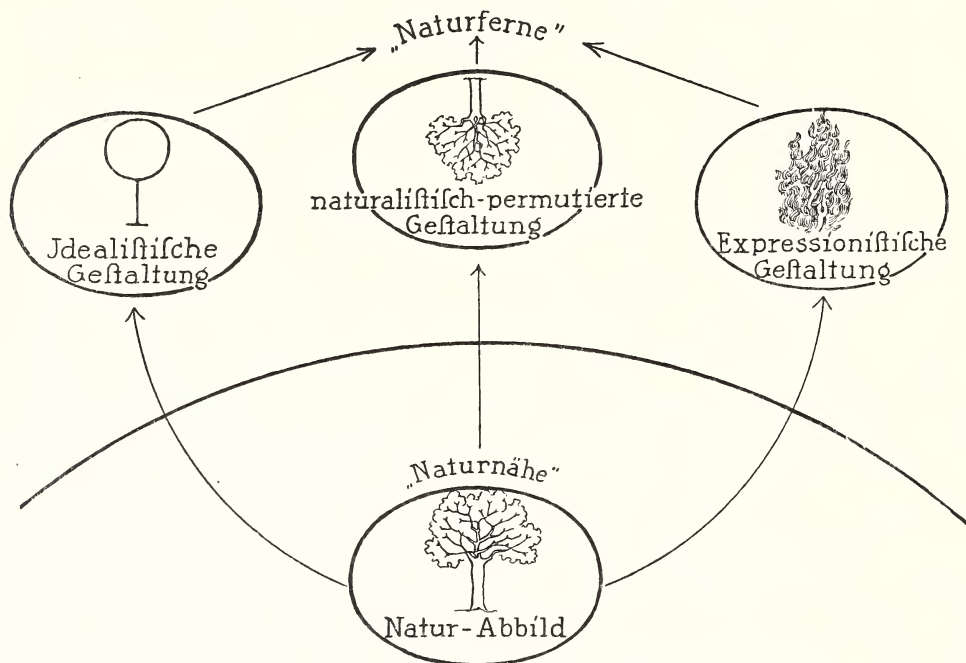 „Naturferne“
Jdealiſtiſche
Geſtaltung
naturaliſtiſch-permutierte
Geſtaltung
Expressioniſtiſche
Geſtaltung
„Naturnähe“
Natur-Abbild